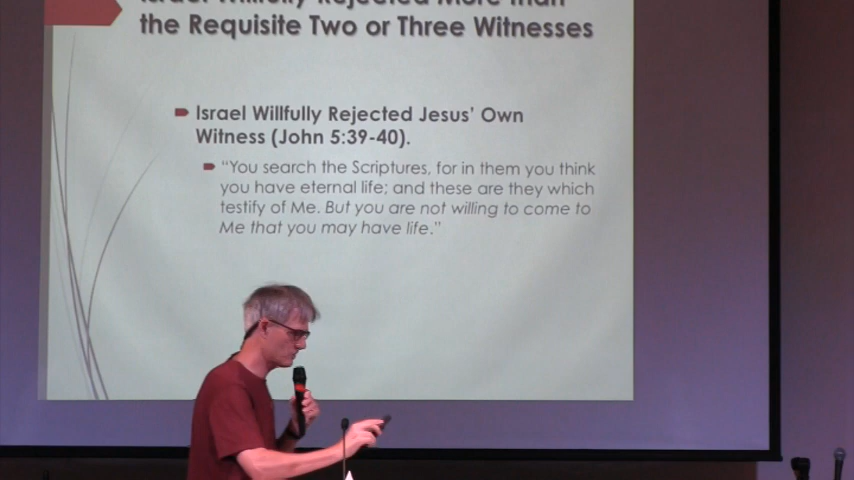 Israel Willfully Rejected More than
the Requisite Two or Three Witnesses
Israel Willfully Rejected Jesus' Own
Witness (John 5:39-40).
"You search the Scriptures, for in them you think
you have eternal life; and these are they which
testify of Me. But you are not willing to come to
Me that you may have life."